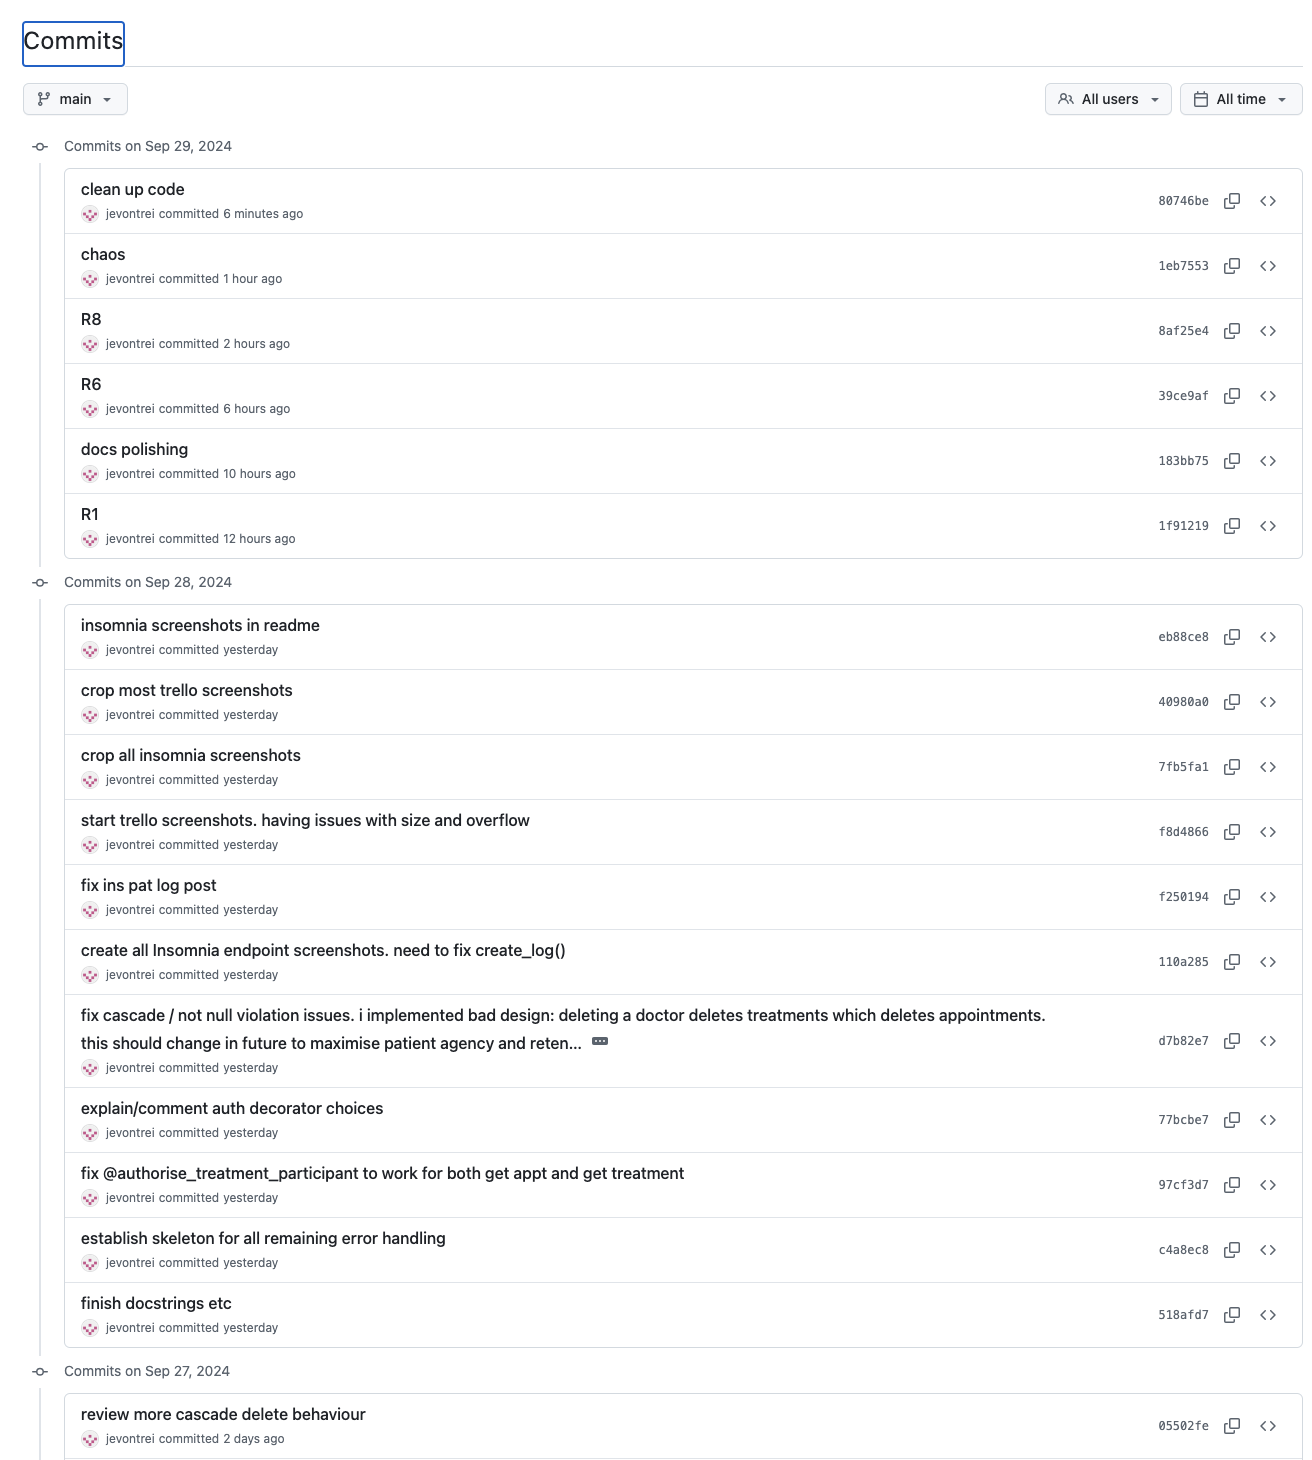 Commits
main
All users
All time
Commits on Sep 29, 2024
clean up code
80746be
jevontrei committed 6 minutes ago
chaos
1eb7553
jevontrei committed 1 hour ago
R8
8af25e4
jevontrei committed 2 hours ago
R6
39ce9af
jevontrei committed 6 hours ago
docs polishing
183bb75
jevontrei committed 10 hours ago
R1
1f91219
jevontrei committed 12 hours ago
Commits on Sep 28, 2024
insomnia screenshots in readme
eb88ce8
jevontrei committed yesterday
crop most trello screenshots
40980a0
jevontrei committed yesterday
crop all insomnia screenshots
7fb5fa1
jevontrei committed yesterday
start trello screenshots. having issues with size and overflow
f8d4866
jevontrei committed yesterday
fix ins pat log post
f250194
jevontrei committed yesterday
create all Insomnia endpoint screenshots. need to fix create_log()
110a285
jevontrei committed yesterday
fix cascade / not null violation issues. i implemented bad design: deleting a doctor deletes treatments which deletes appointments.
this should change in future to maximise patient agency and reten...
d7b82e7
jevontrei committed yesterday
explain/comment auth decorator choices
77bcbe7
jevontrei committed yesterday
fix @authorise_treatment_participant to work for both get appt and get treatment
97cf3d7
jevontrei committed yesterday
establish skeleton for all remaining error handling
c4a8ec8
jevontrei committed yesterday
finish docstrings etc
518afd7
jevontrei committed yesterday
Commits on Sep 27, 2024
review more cascade delete behaviour
05502fe
jevontrei committed 2 days ago